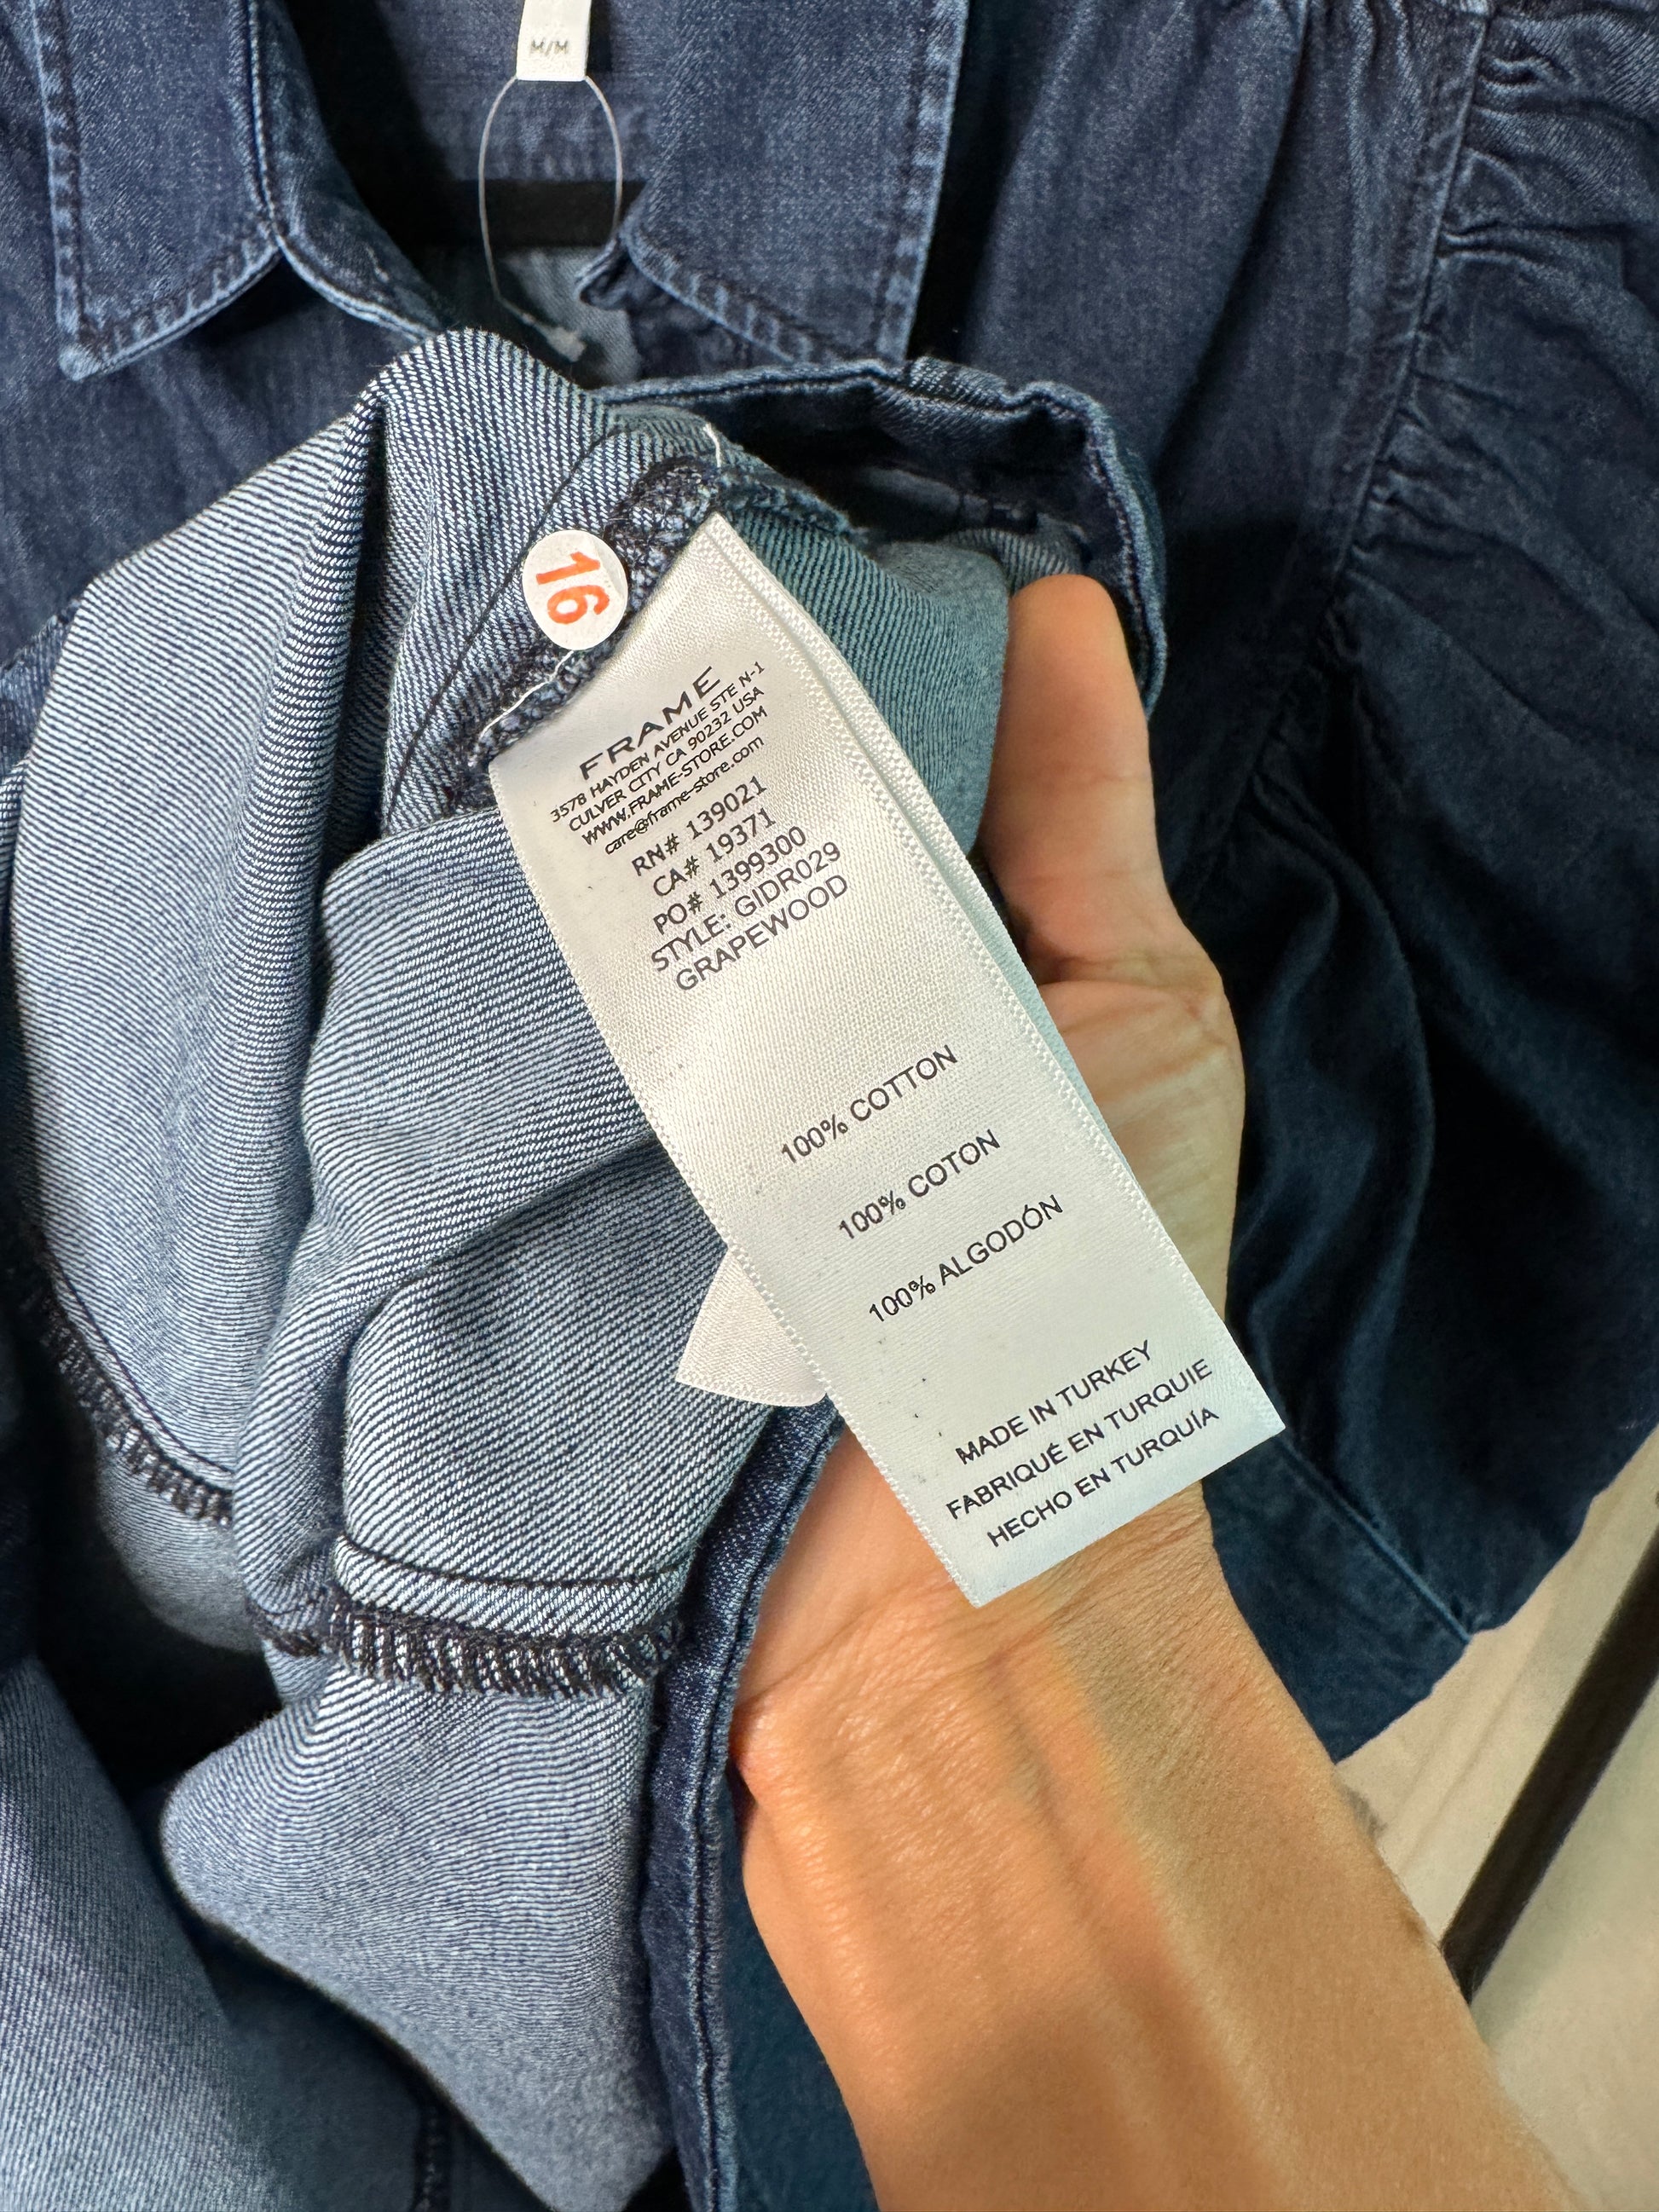 M/M
16
FRAME
3578 HAYDEN AVENUE STE N-1
CULVER CITY CA 90232 USA
WWW.FRAME-STORE.COM
care@frame-store.com
RN# 139021
CA# 19371
PO# 1399300
STYLE: GIDR029
GRAPEWOOD
100% COTTON
100% COTON
100% ALGODÓN
MADE IN TURKEY
FABRIQUÉ EN TURQUIE
HECHO EN TURQUÍA